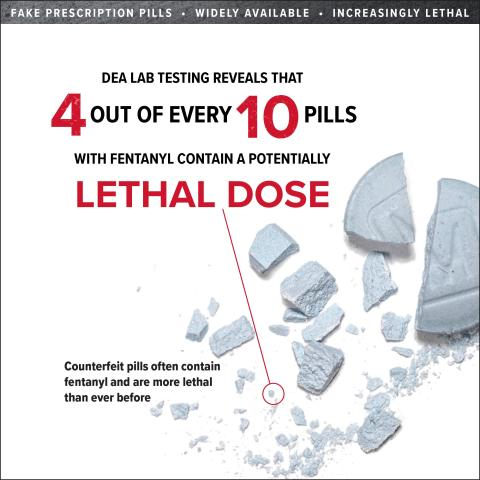 FAKE PRESCRIPTION PILLS • WIDELY AVAILABLE • INCREASINGLY LETHAL
DEA LAB TESTING REVEALS THAT
4 OUT OF EVERY 10 PILLS
WITH FENTANYL CONTAIN A POTENTIALLY
LETHAL DOSE
Counterfeit pills often contain
fentanyl and are more lethal
than ever before